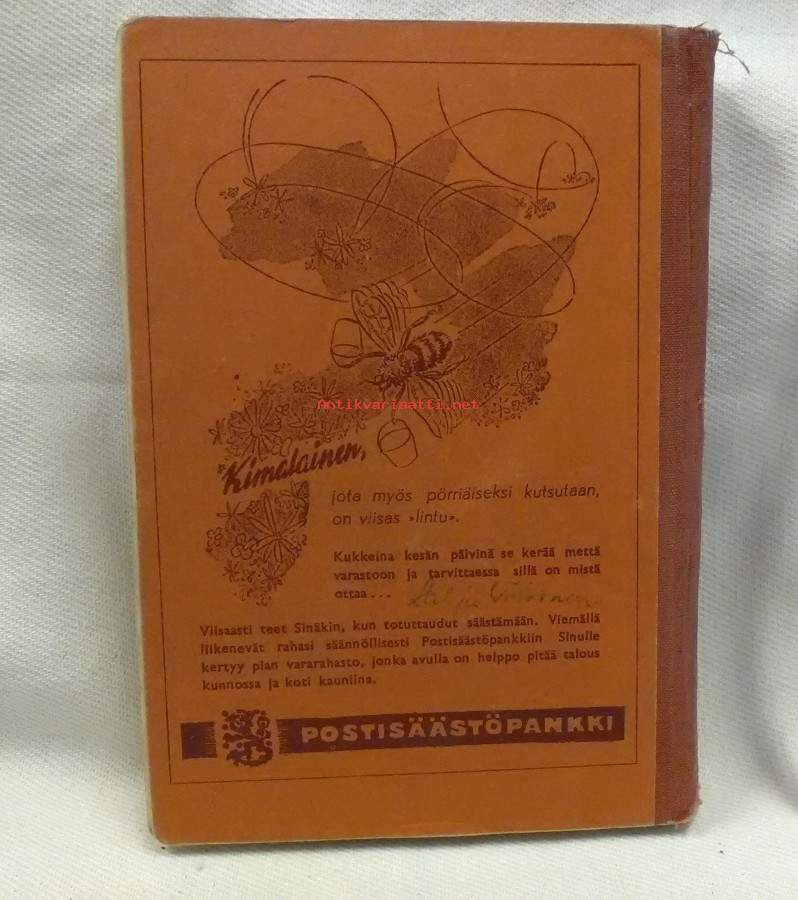 Antikvariaatti.net
Kimalainen,
jota myös pörriäiseksi kutsutaan,
on viisas »lintu».
Kukkeina kesän päivinä se kerää mettä
varastoon ja tarvittaessa sillä on mistä
ottaa...
Viisaasti teet Sinäkin, kun totuttaudut säästämään. Viemällä
liikenevät rahasi säännöllisesti Postisäästöpankkiin Sinulle
kertyy pian vararahasto, jonka avulla on helppo pitää talous
kunnossa ja koti kauniina.
POSTISÄÄSTÖPANKKI